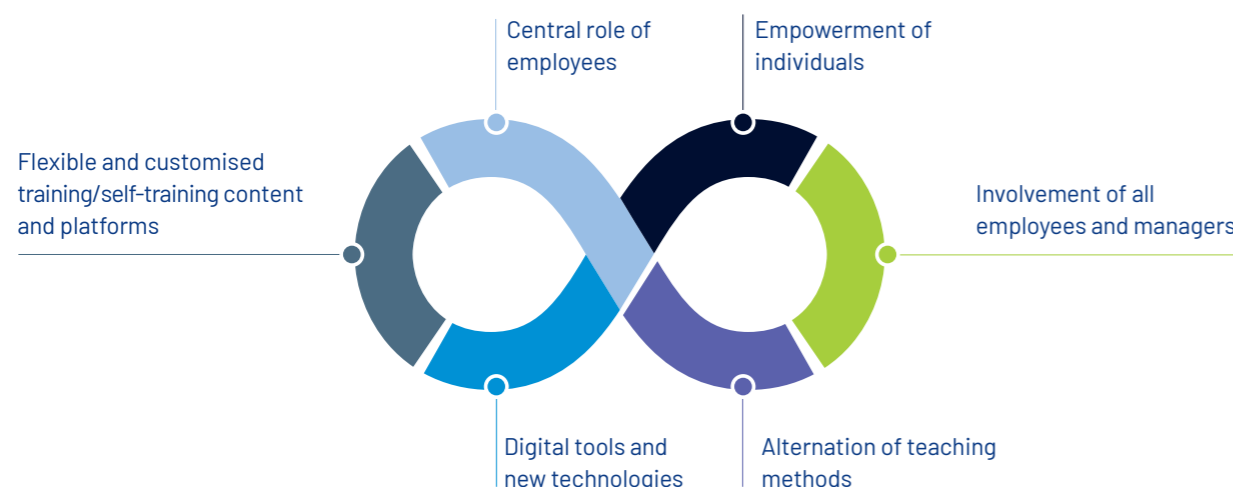 Central role of
employees
Empowerment of
individuals
Flexible and customised
training/self-training content
and platforms
Involvement of all
employees and managers
Digital tools and
new technologies
Alternation of teaching
methods